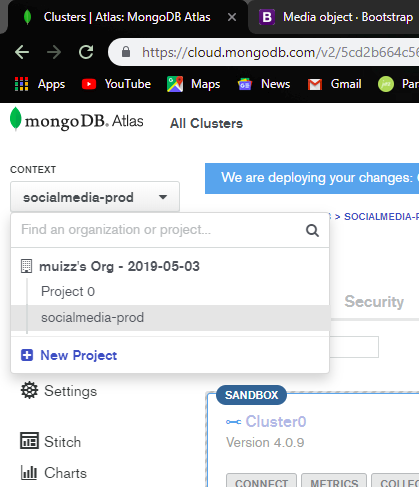 Clusters | Atlas: MongoDB Atlas
Media object · Bootstrap
https://cloud.mongodb.com/v2/5cd2b664c56
Apps
YouTube
Maps
News
Gmail
Par
mongoDB. Atlas
All Clusters
CONTEXT
socialmedia-prod
We are deploying your changes:
Find an organization or project...
> SOCIALMEDIA-P
muizz's Org - 2019-05-03
Project 0
socialmedia-prod
Security
New Project
Settings
SANDBOX
Cluster0
Version 4.0.9
Stitch
Charts
CONNECT
METRICS
COLLEC